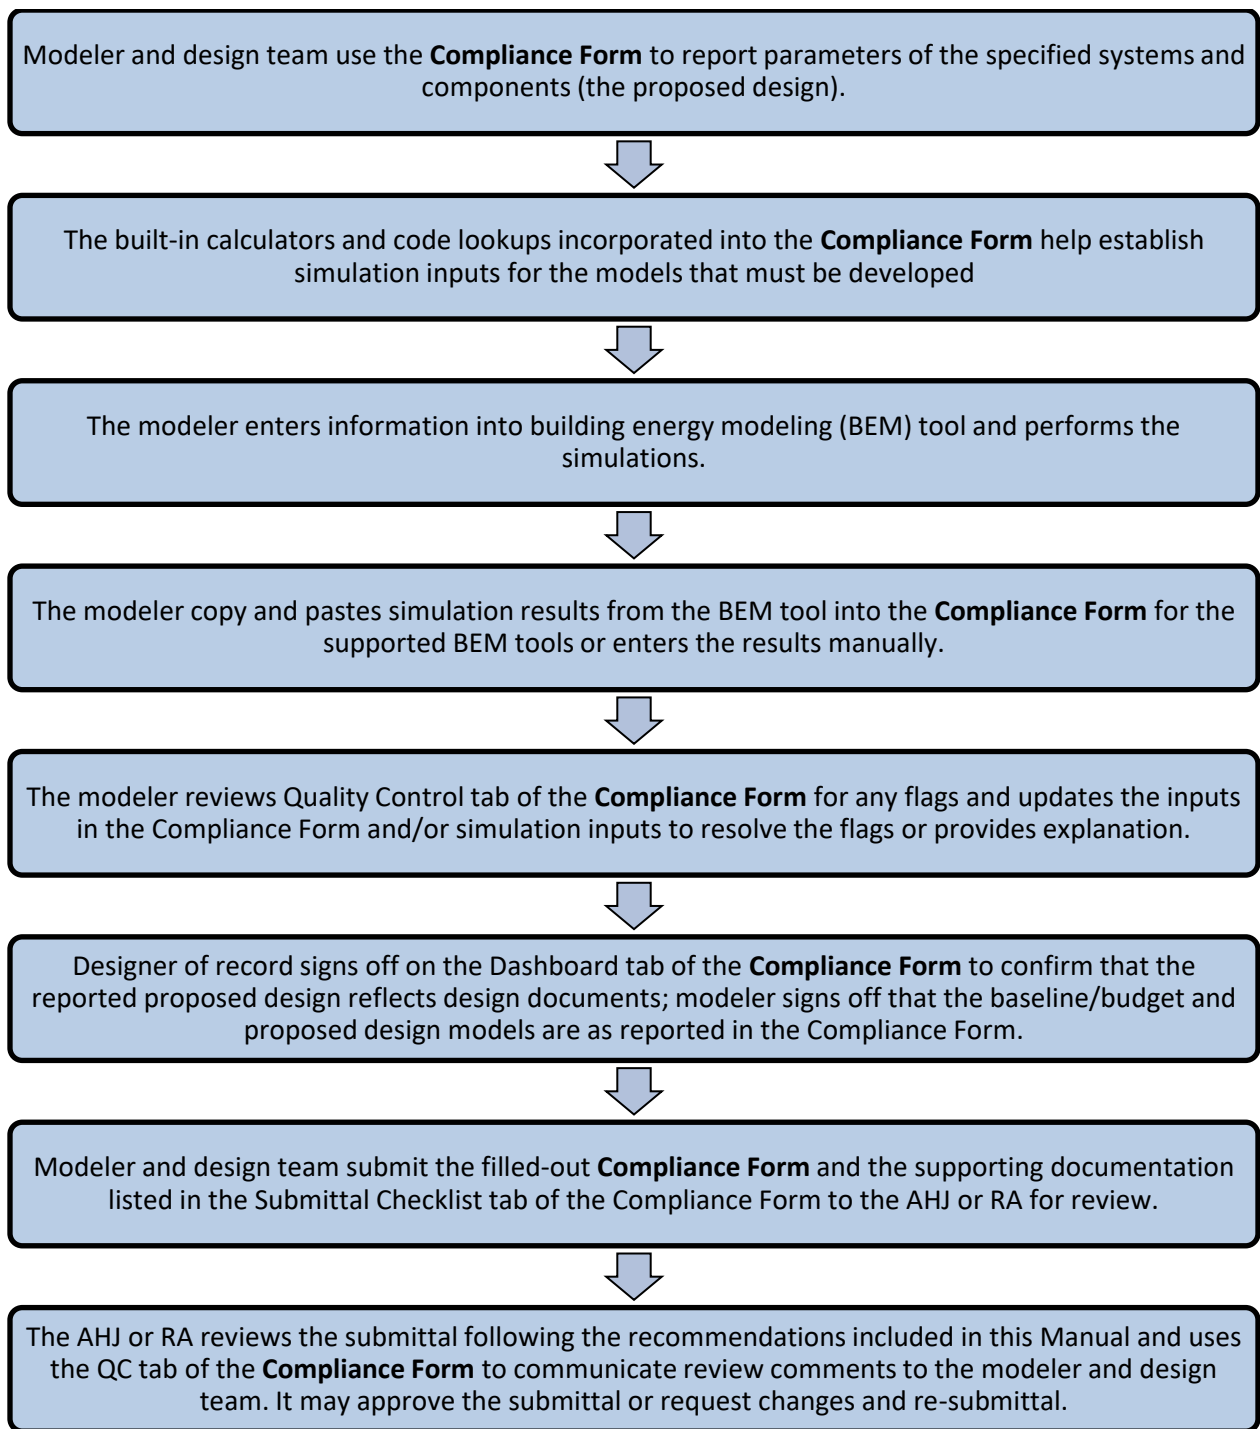 Modeler and design team use the Compliance Form to report parameters of the specified systems and
components (the proposed design).
The built-in calculators and code lookups incorporated into the Compliance Form help establish
simulation inputs for the models that must be developed
The modeler enters information into building energy modeling (BEM) tool and performs the
simulations.
The modeler copy and pastes simulation results from the BEM tool into the Compliance Form for the
supported BEM tools or enters the results manually.
The modeler reviews Quality Control tab of the Compliance Form for any flags and updates the inputs
in the Compliance Form and/or simulation inputs to resolve the flags or provides explanation.
Designer of record signs off on the Dashboard tab of the Compliance Form to confirm that the
reported proposed design reflects design documents; modeler signs off that the baseline/budget and
proposed design models are as reported in the Compliance Form.
Modeler and design team submit the filled-out Compliance Form and the supporting documentation
listed in the Submittal Checklist tab of the Compliance Form to the AHJ or RA for review.
The AHJ or RA reviews the submittal following the recommendations included in this Manual and uses
the QC tab of the Compliance Form to communicate review comments to the modeler and design
team. It may approve the submittal or request changes and re-submittal.